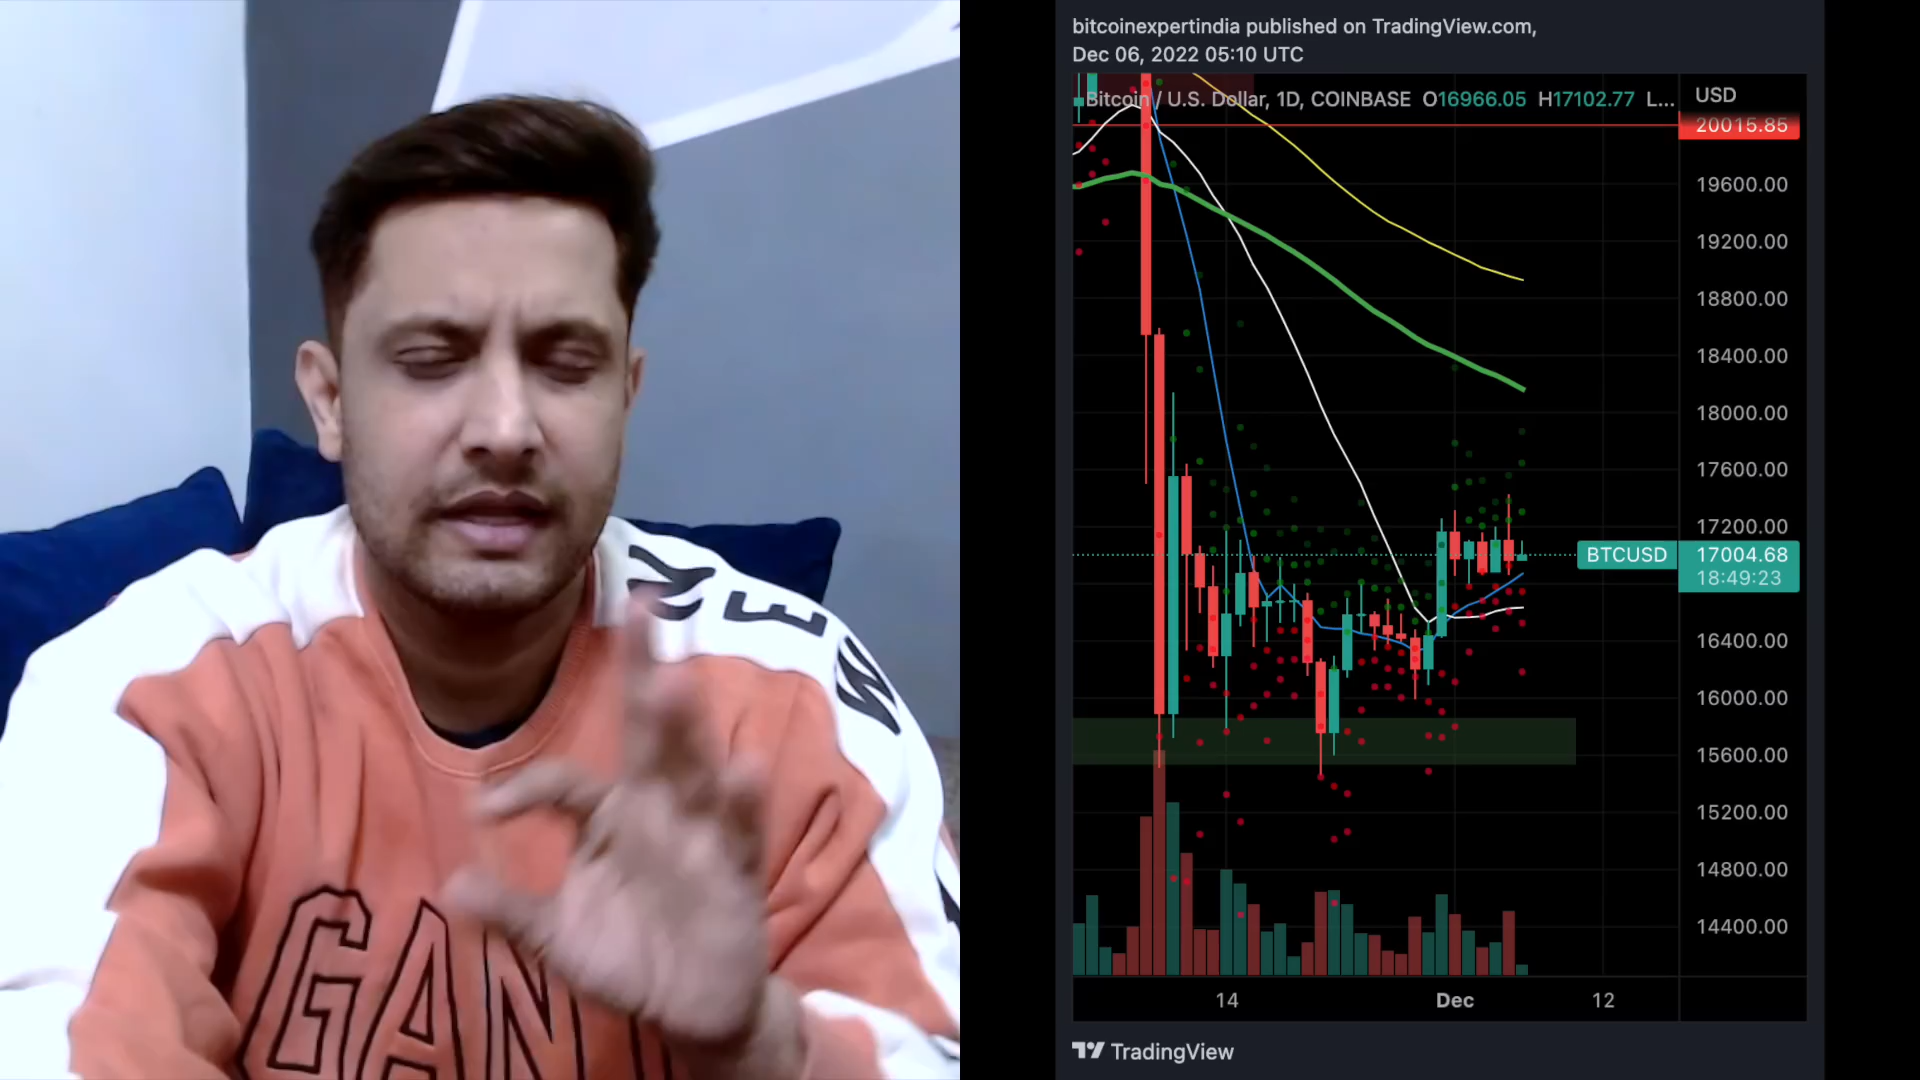 bitcoinexpertindia published on TradingView.com,
Dec 06, 2022 05:10 UTC
Bitcoin / U.S. Dollar, 1D, COINBASE O16966.05 H17102.77 L...
USD
20015.85
19600.00
19200.00
18800.00
18400.00
18000.00
17600.00
17200.00
BTCUSD 17004.68
18:49:23
16400.00
16000.00
15600.00
15200.00
14800.00
14400.00
14 Dec 12
TradingView
NEW
GANT